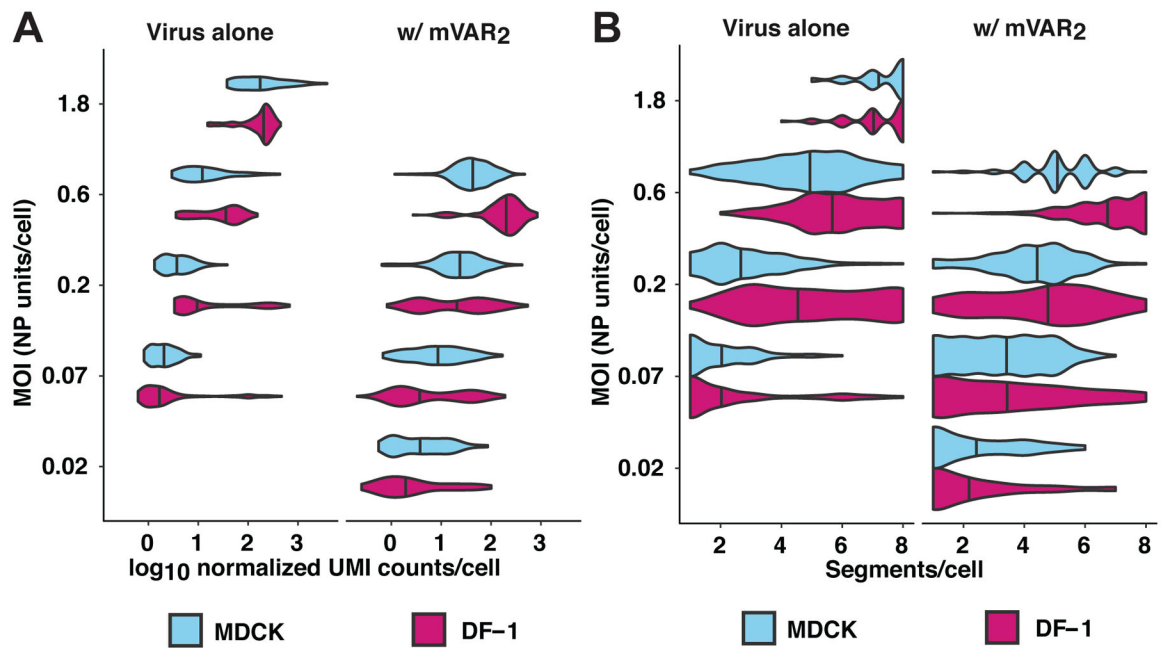 A
Virus alone
w/ mVAR2
MOI (NP units/cell)
1.8
0.6
0.2
0.07
0.02
0 1 2 3
0 1 2 3
log10 normalized UMI counts/cell
MDCK
DF−1
B
Virus alone
w/ mVAR2
MOI (NP units/cell)
1.8
0.6
0.2
0.07
0.02
2 4 6 8
2 4 6 8
Segments/cell
MDCK
DF−1